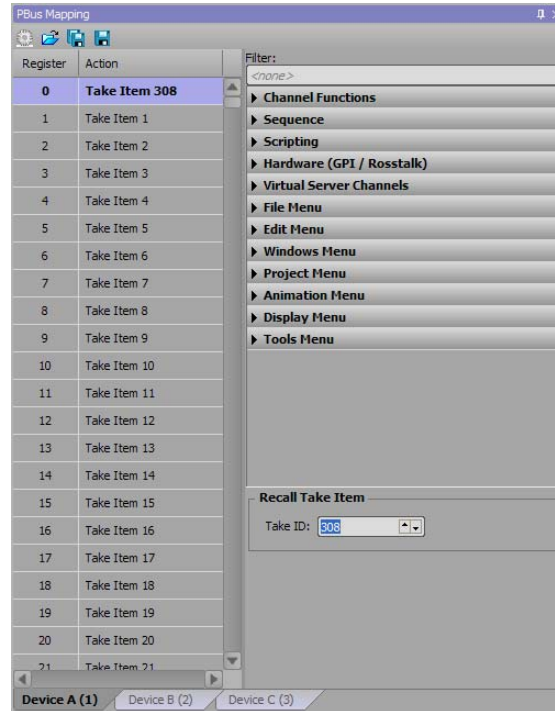 PBus Mapping
Register Action
0 Take Item 308
1 Take Item 1
2 Take Item 2
3 Take Item 3
4 Take Item 4
5 Take Item 5
6 Take Item 6
7 Take Item 7
8 Take Item 8
9 Take Item 9
10 Take Item 10
11 Take Item 11
12 Take Item 12
13 Take Item 13
14 Take Item 14
15 Take Item 15
16 Take Item 16
17 Take Item 17
18 Take Item 18
19 Take Item 19
20 Take Item 20
21 Take Item 21
Filter:
<none>
Channel Functions
Sequence
Scripting
Hardware (GPI / Rosstalk)
Virtual Server Channels
File Menu
Edit Menu
Windows Menu
Project Menu
Animation Menu
Display Menu
Tools Menu
Recall Take Item
Take ID: 308
Device A (1) Device B (2) Device C (3)